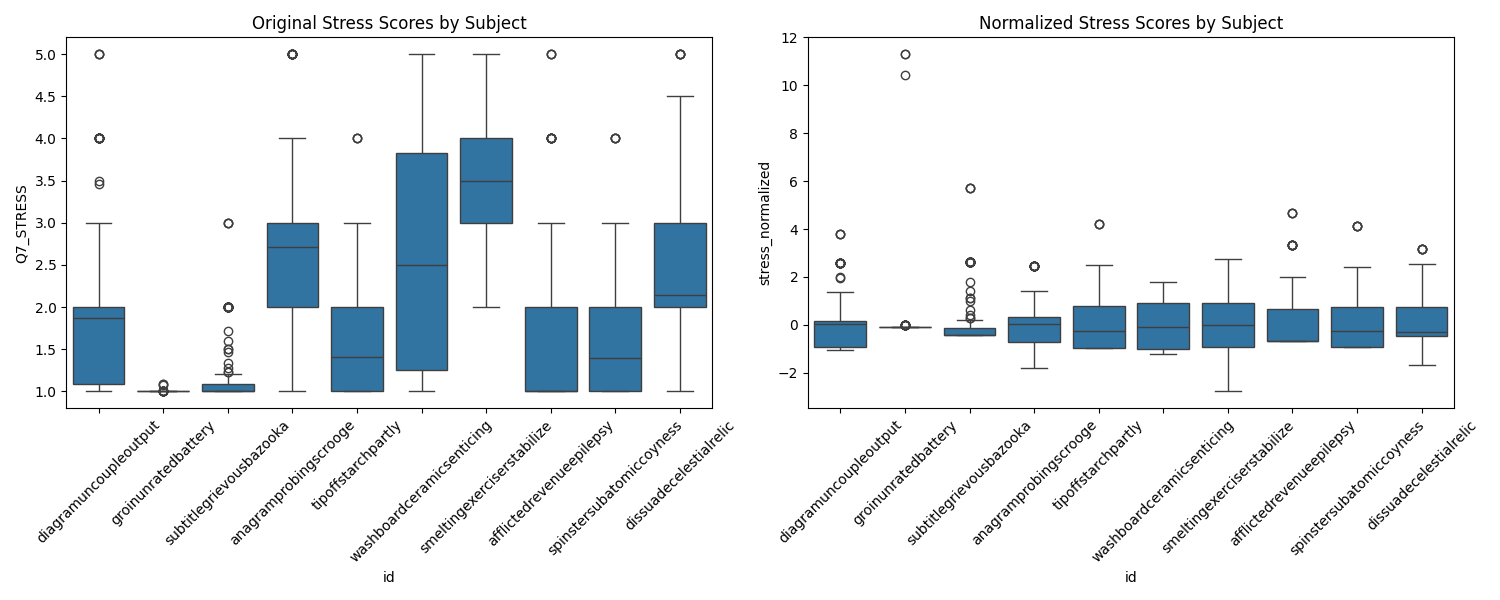 Original Stress Scores by Subject
Q7_STRESS
5.0
4.5
4.0
3.5
3.0
2.5
2.0
1.5
1.0
diagramuncoupleoutput
groinunratedbattery
subtitlegrievousbazooka
anagramprobingscrooge
tipoffstarchpartly
washboardceramicsenticing
smeltingexerciserstabilize
afflictedrevenueepilepsy
spinstersubatomiccoyness
dissuadecelestialrelic
id
Normalized Stress Scores by Subject
stress_normalized
12
10
8
6
4
2
0
−2
diagramuncoupleoutput
groinunratedbattery
subtitlegrievousbazooka
anagramprobingscrooge
tipoffstarchpartly
washboardceramicsenticing
smeltingexerciserstabilize
afflictedrevenueepilepsy
spinstersubatomiccoyness
dissuadecelestialrelic
id